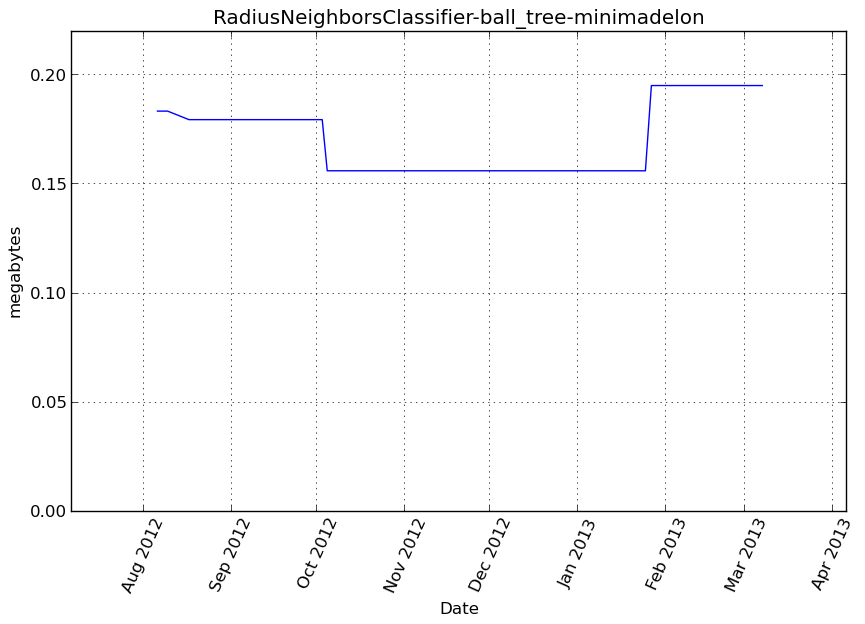 RadiusNeighborsClassifier-ball_tree-minimadelon
0.20
0.15
0.10
0.05
0.00
megabytes
Aug 2012
Sep 2012
Oct 2012
Nov 2012
Dec 2012
Jan 2013
Feb 2013
Mar 2013
Apr 2013
Date